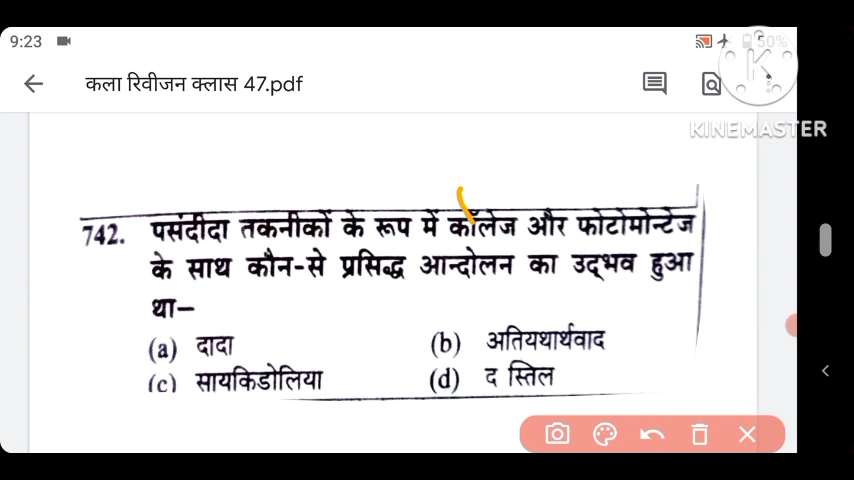 9:23
50%
कला रिवीजन क्लास 47.pdf
KINEMASTER
742. पसंदीदा तकनीकों के रूप में कॉलेज और फोटोमोन्टेज
के साथ कौन-से प्रसिद्ध आन्दोलन का उद्भव हुआ
था–
(a) दादा (b) अतियथार्थवाद
(c) सायकिडोलिया (d) द स्तिल